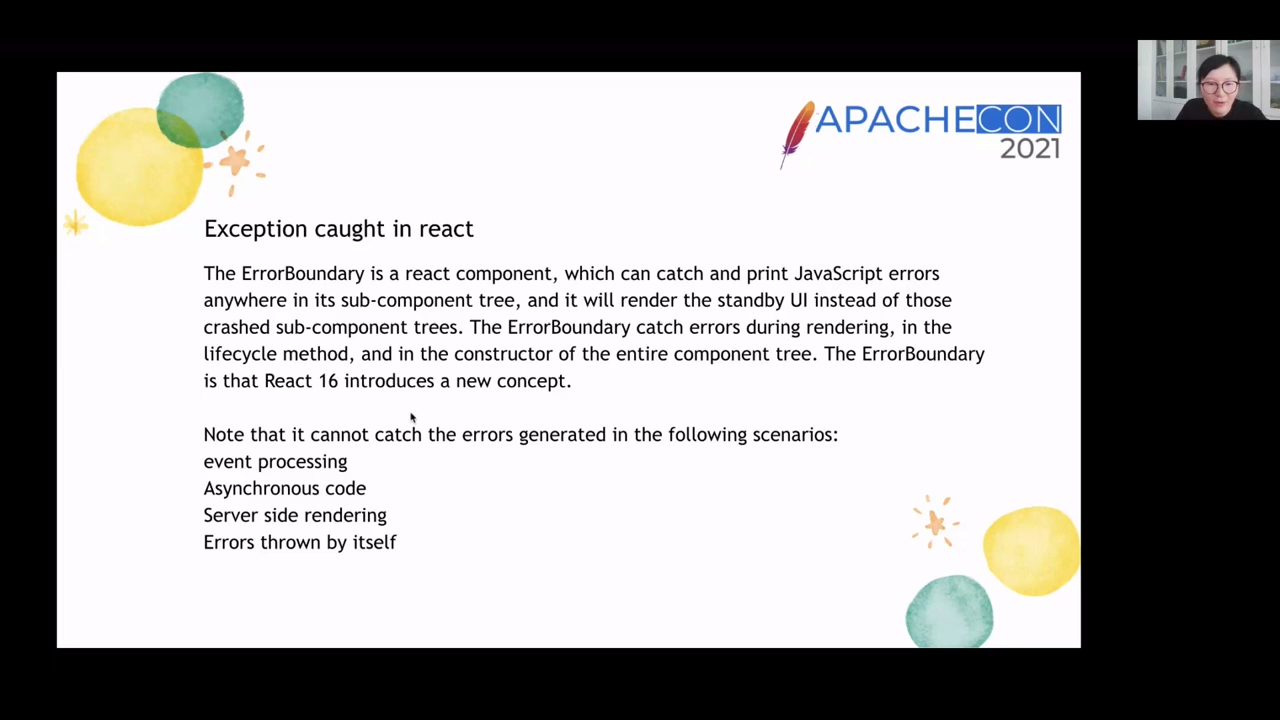 APACHECON
2021
Exception caught in react
The ErrorBoundary is a react component, which can catch and print JavaScript errors
anywhere in its sub-component tree, and it will render the standby UI instead of those
crashed sub-component trees. The ErrorBoundary catch errors during rendering, in the
lifecycle method, and in the constructor of the entire component tree. The ErrorBoundary
is that React 16 introduces a new concept.
Note that it cannot catch the errors generated in the following scenarios:
event processing
Asynchronous code
Server side rendering
Errors thrown by itself